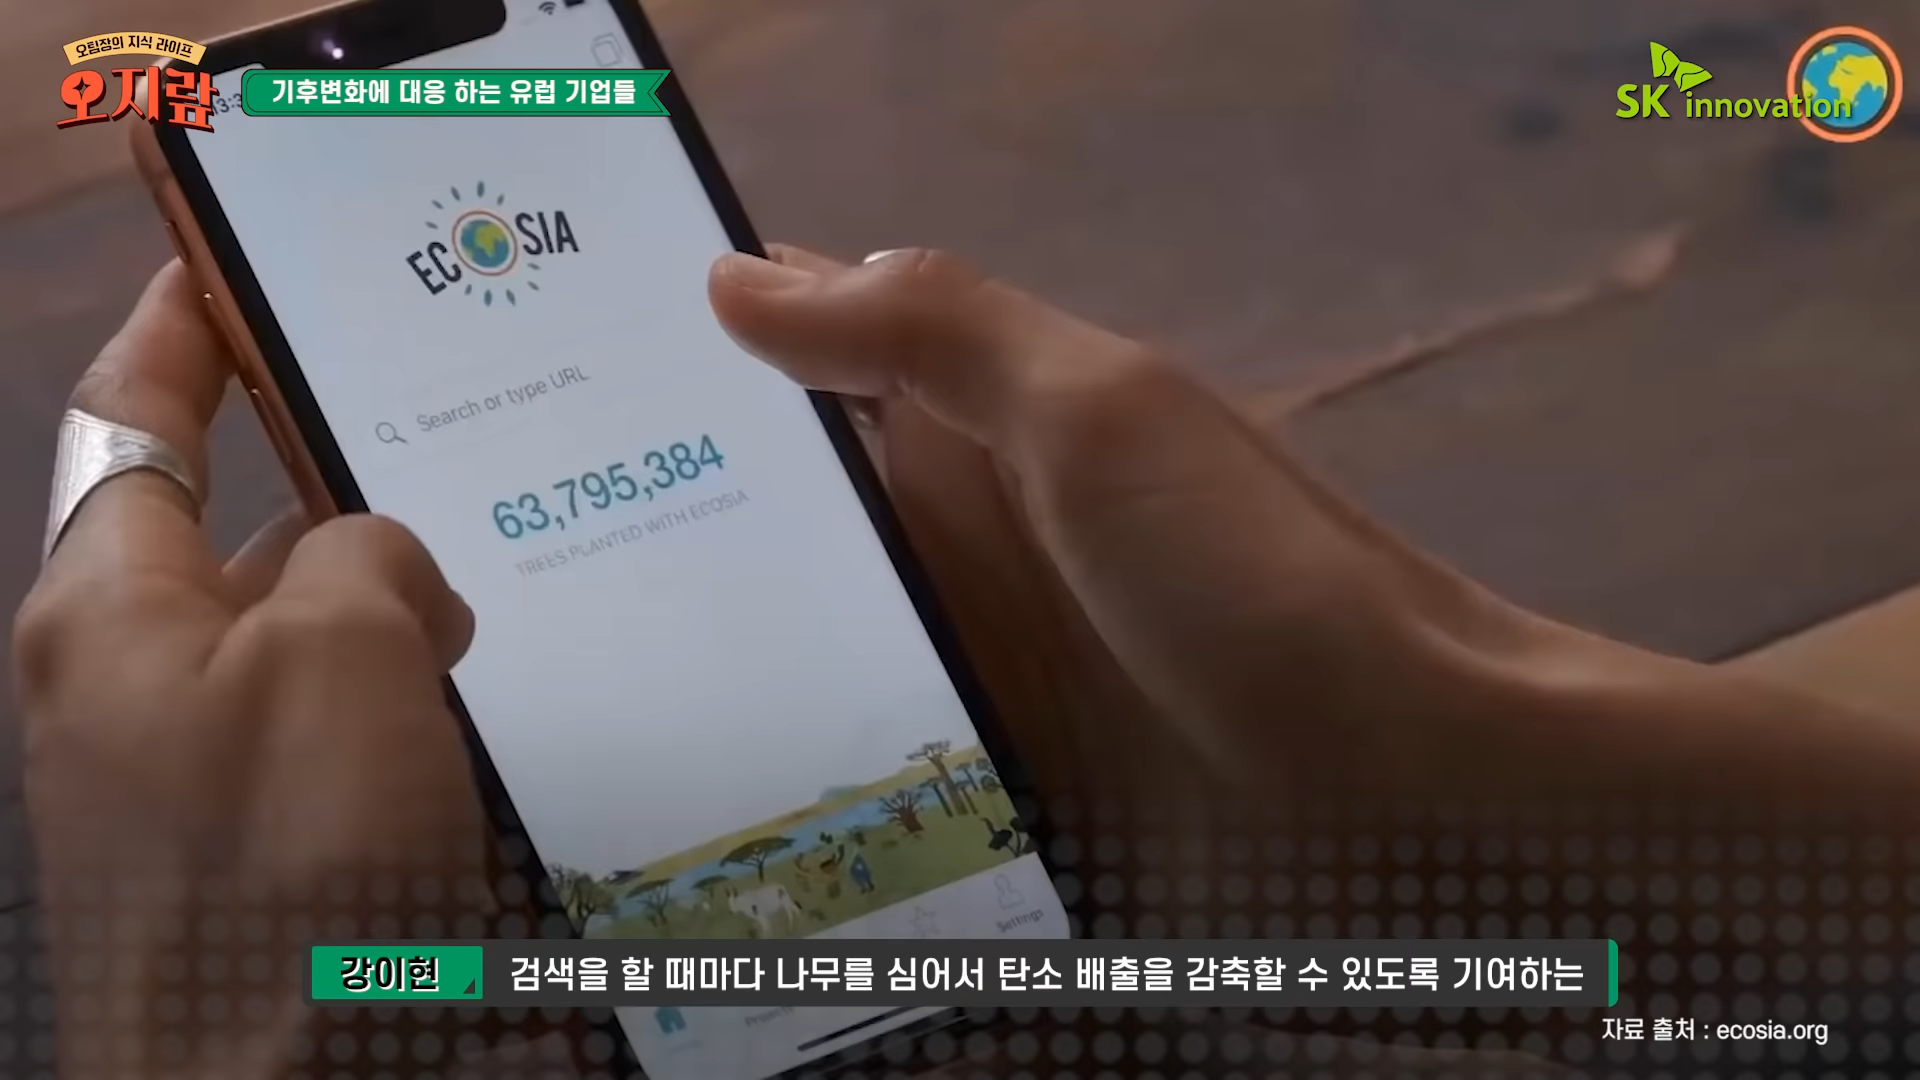 오팀장의 지식 라이프
오지랖
기후변화에 대응 하는 유럽 기업들
SK innovation
ECOSIA
Search or type URL
63,795,384
TREES PLANTED WITH ECOSIA
Settings
강이현 검색을 할 때마다 나무를 심어서 탄소 배출을 감축할 수 있도록 기여하는
자료 출처 : ecosia.org